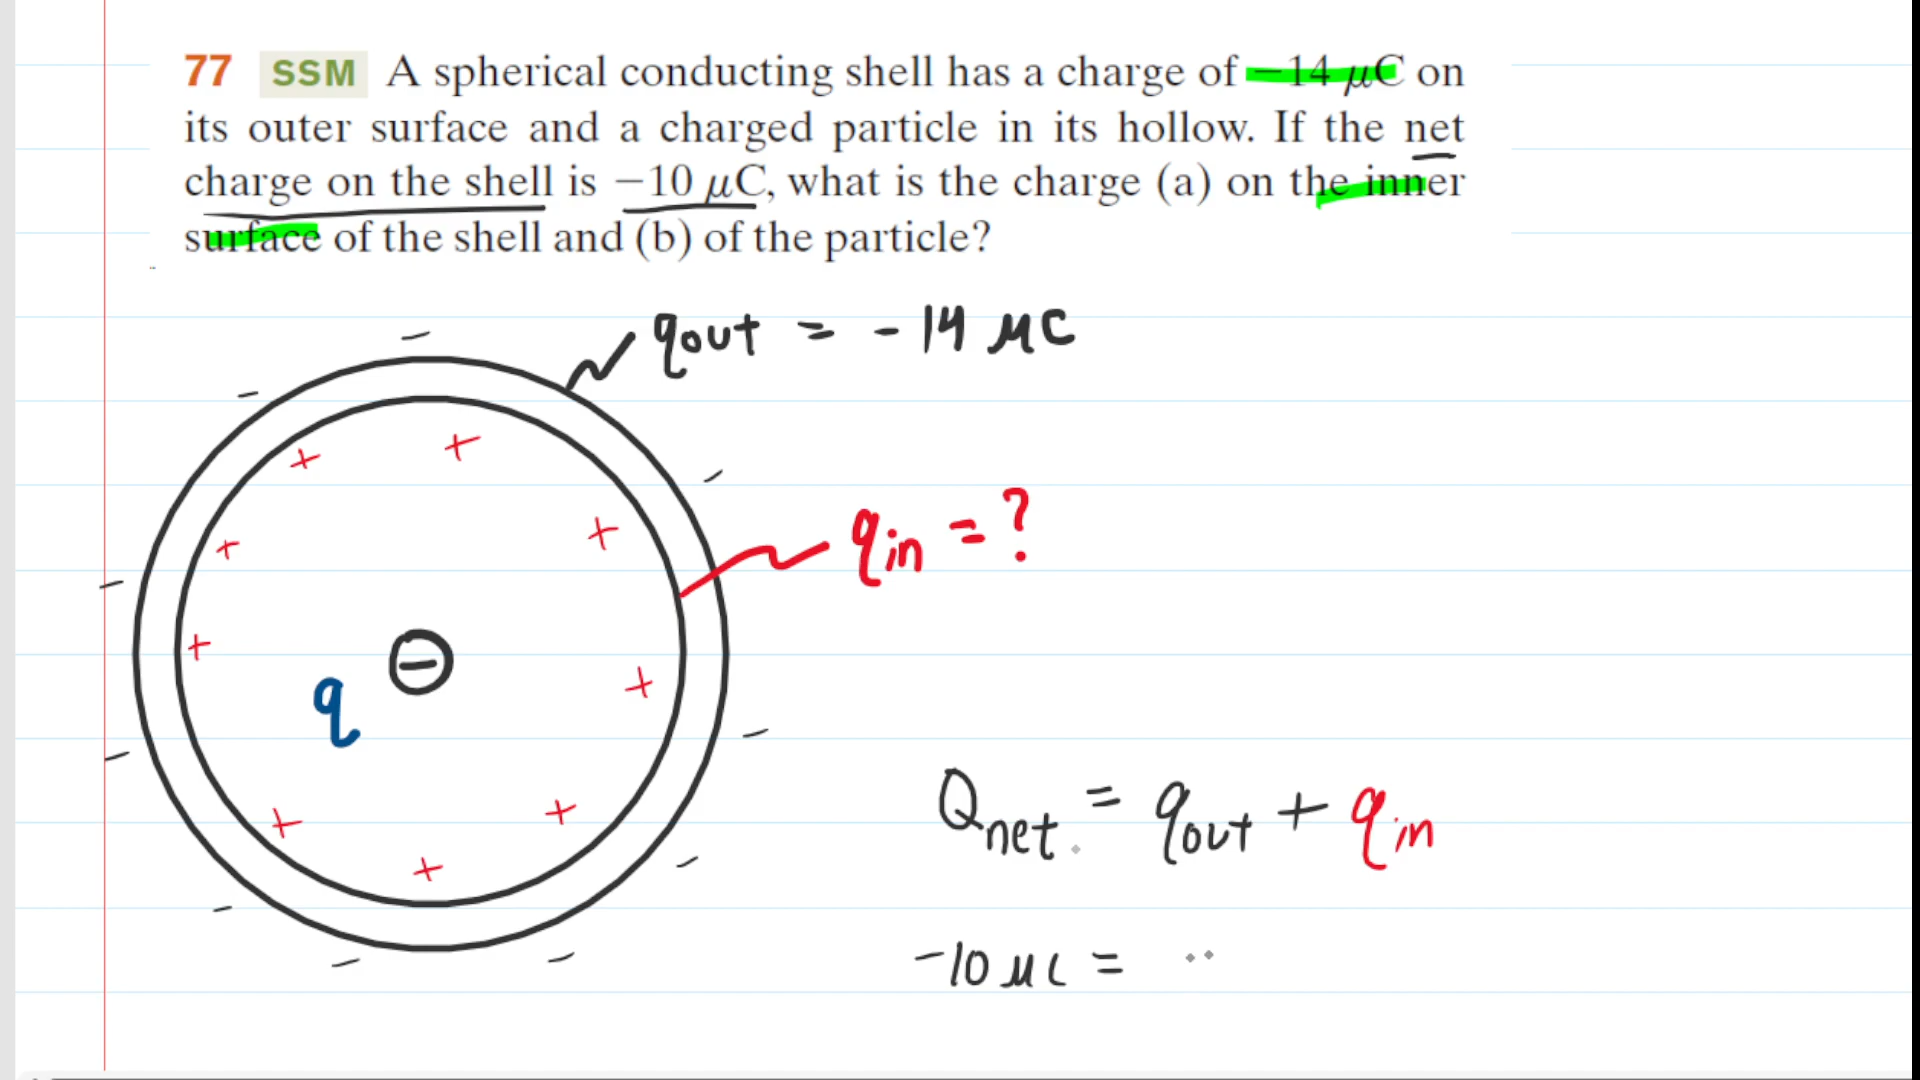 77 SSM A spherical conducting shell has a charge of −14 μC on
its outer surface and a charged particle in its hollow. If the net
charge on the shell is −10 μC, what is the charge (a) on the inner
surface of the shell and (b) of the particle?
qout = - 14 μC
qin = ?
q
Qnet = qout + qin
-10 μC =